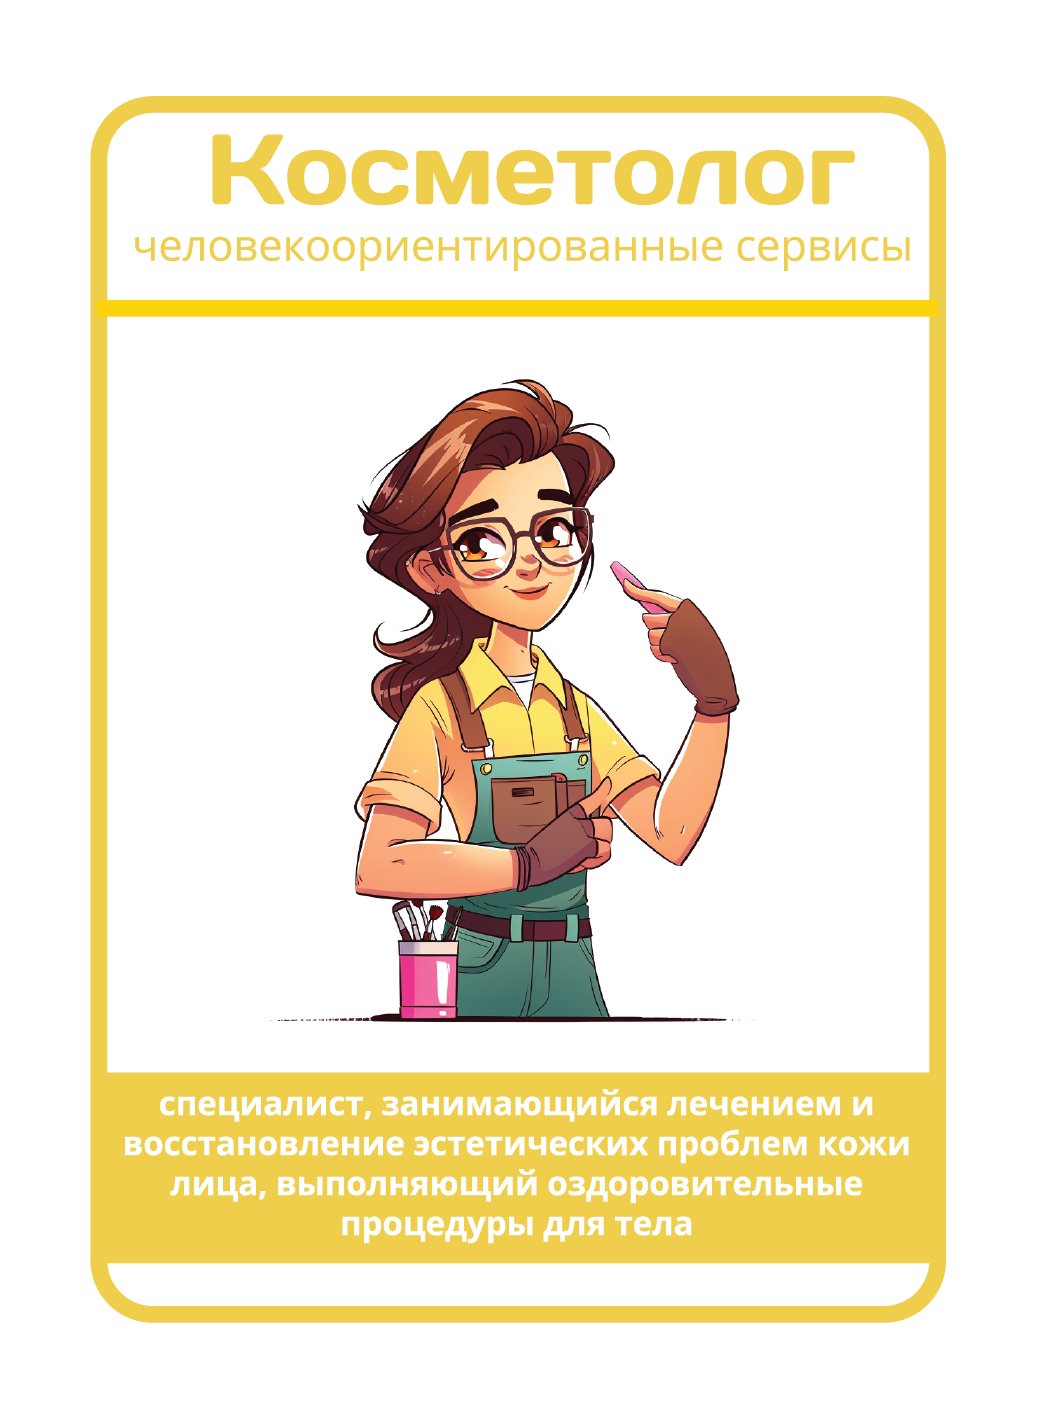 Косметолог
человекоориентированные сервисы
специалист, занимающийся лечением и
восстановление эстетических проблем кожи
лица, выполняющий оздоровительные
процедуры для тела